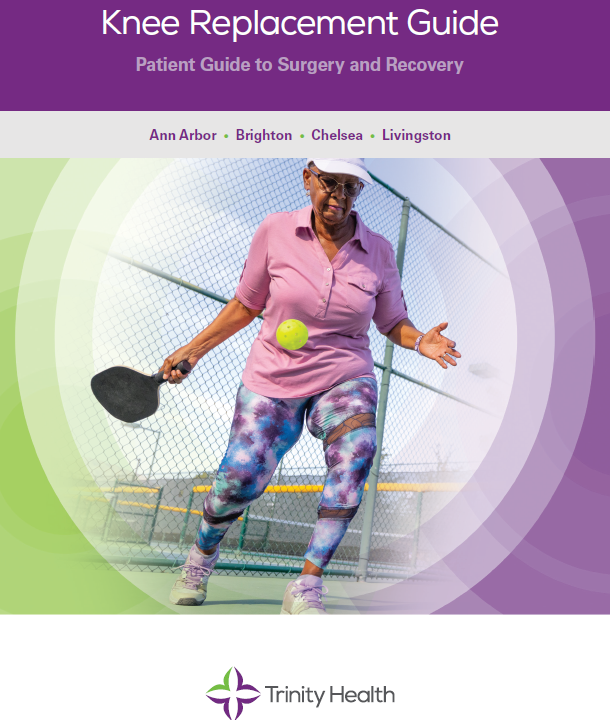 Knee Replacement Guide
Patient Guide to Surgery and Recovery
Ann Arbor • Brighton • Chelsea • Livingston
Trinity Health